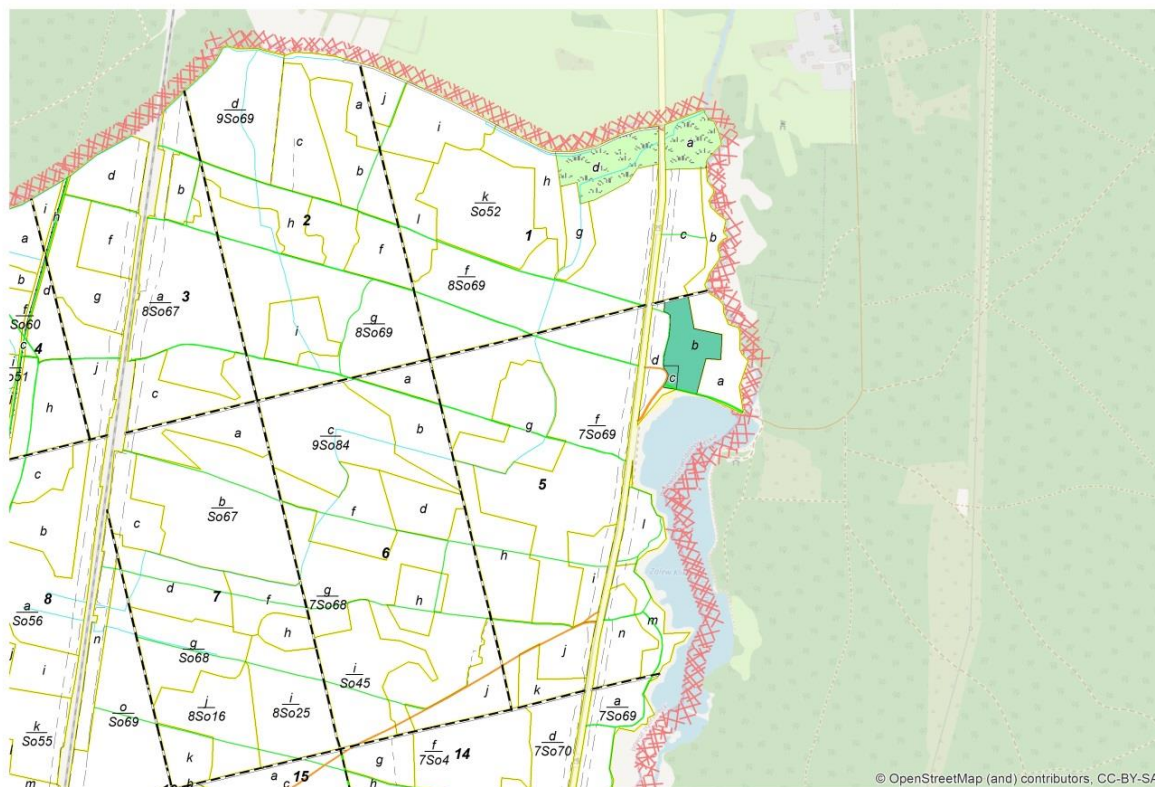 a
j
d
9So69
c
i
a
d
b
h
k
So52
d
b
i
h
h
2
l
1
g
c
b
a
f
f
f
8So69
b
d
g
a
8So67
3
g
8So69
b
f
So60
i
c
4
d
a
i
j
c
a
c
h
g
f
7So69
a
c
9So84
b
c
5
b
So67
f
d
l
b
c
6
h
i
8
d
7
f
g
7So68
h
a
So56
n
h
n
m
g
So68
j
i
i
So45
j
k
a
7So69
o
So69
j
8So16
i
8So25
k
So55
f
7So4
14
d
7So70
k
g
a
15
m
c
h
© OpenStreetMap (and) contributors, CC-BY-SA